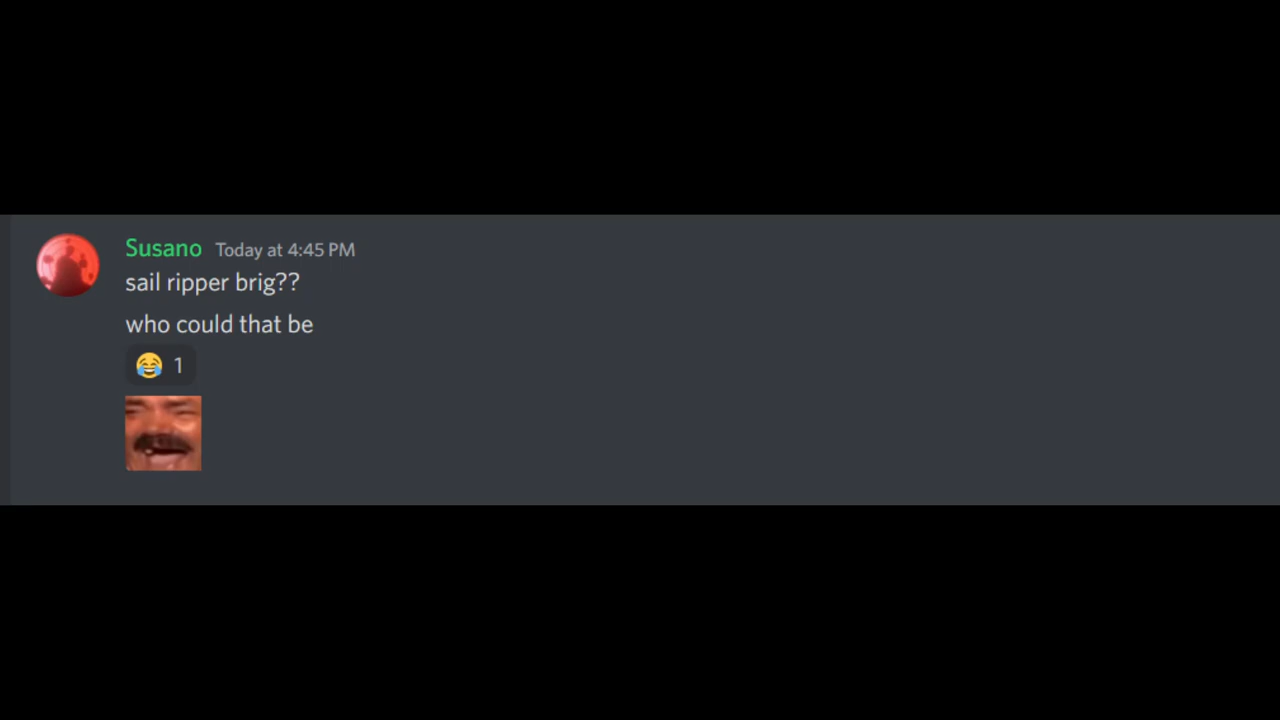 Susano Today at 4:45 PM
sail ripper brig??
who could that be
😂 1